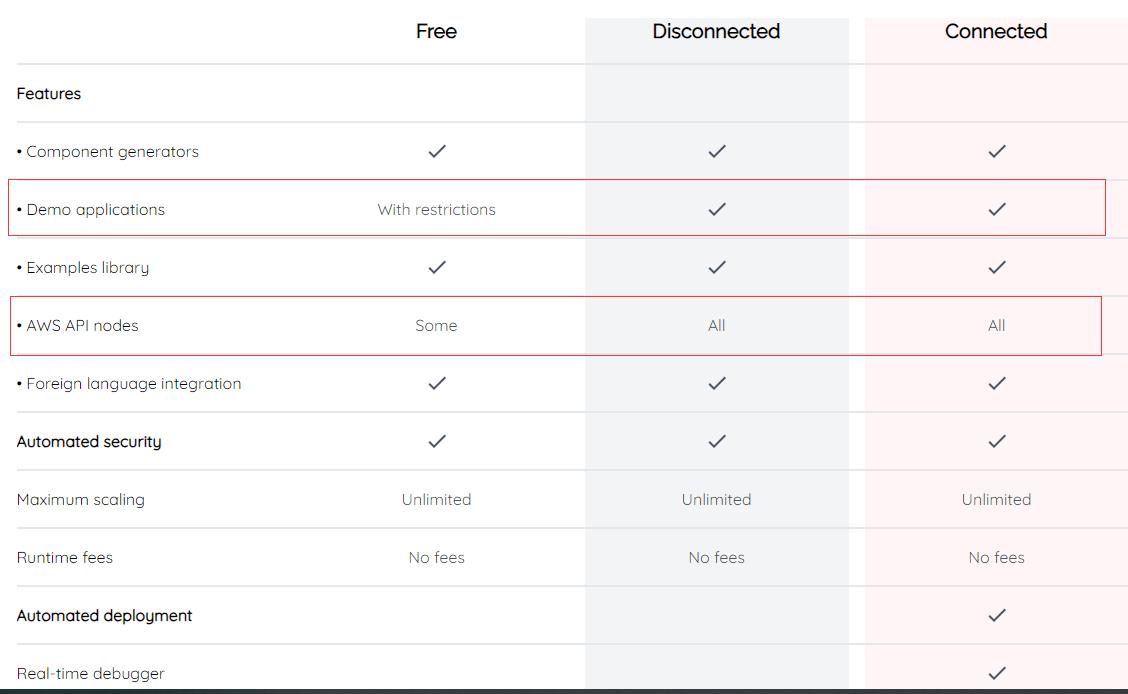 Free Disconnected Connected
Features
• Component generators ✓ ✓ ✓
• Demo applications With restrictions ✓ ✓
• Examples library ✓ ✓ ✓
• AWS API nodes Some All All
• Foreign language integration ✓ ✓ ✓
Automated security ✓ ✓ ✓
Maximum scaling Unlimited Unlimited Unlimited
Runtime fees No fees No fees No fees
Automated deployment ✓
Real-time debugger ✓